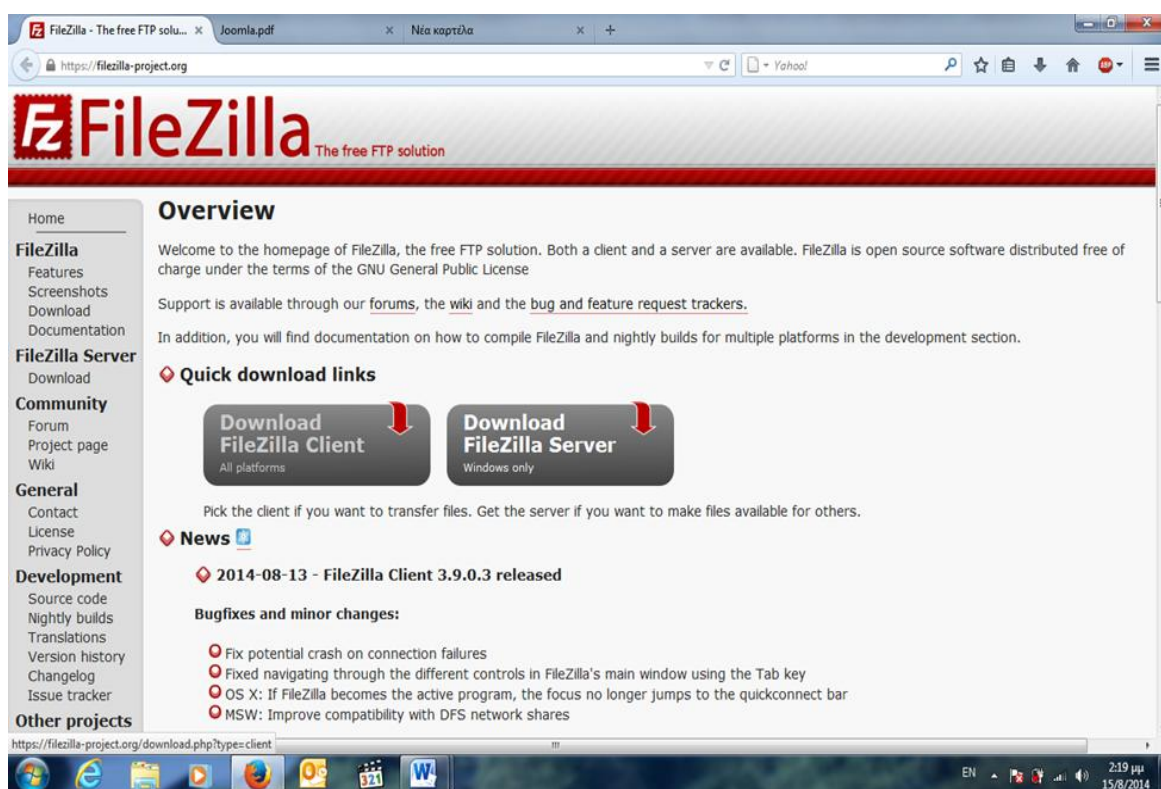 FileZilla - The free FTP solu...
Joomla.pdf
Νέα καρτέλα
https://filezilla-project.org
Yahoo!
FileZilla The free FTP solution
Home
FileZilla
Features
Screenshots
Download
Documentation
FileZilla Server
Download
Community
Forum
Project page
Wiki
General
Contact
License
Privacy Policy
Development
Source code
Nightly builds
Translations
Version history
Changelog
Issue tracker
Other projects
Overview
Welcome to the homepage of FileZilla, the free FTP solution. Both a client and a server are available. FileZilla is open source software distributed free of
charge under the terms of the GNU General Public License
Support is available through our forums, the wiki and the bug and feature request trackers.
In addition, you will find documentation on how to compile FileZilla and nightly builds for multiple platforms in the development section.
Quick download links
Download
FileZilla Client
All platforms
Download
FileZilla Server
Windows only
Pick the client if you want to transfer files. Get the server if you want to make files available for others.
News
2014-08-13 - FileZilla Client 3.9.0.3 released
Bugfixes and minor changes:
Fix potential crash on connection failures
Fixed navigating through the different controls in FileZilla's main window using the Tab key
OS X: If FileZilla becomes the active program, the focus no longer jumps to the quickconnect bar
MSW: Improve compatibility with DFS network shares
https://filezilla-project.org/download.php?type=client
321
EN
2:19 μμ
15/8/2014